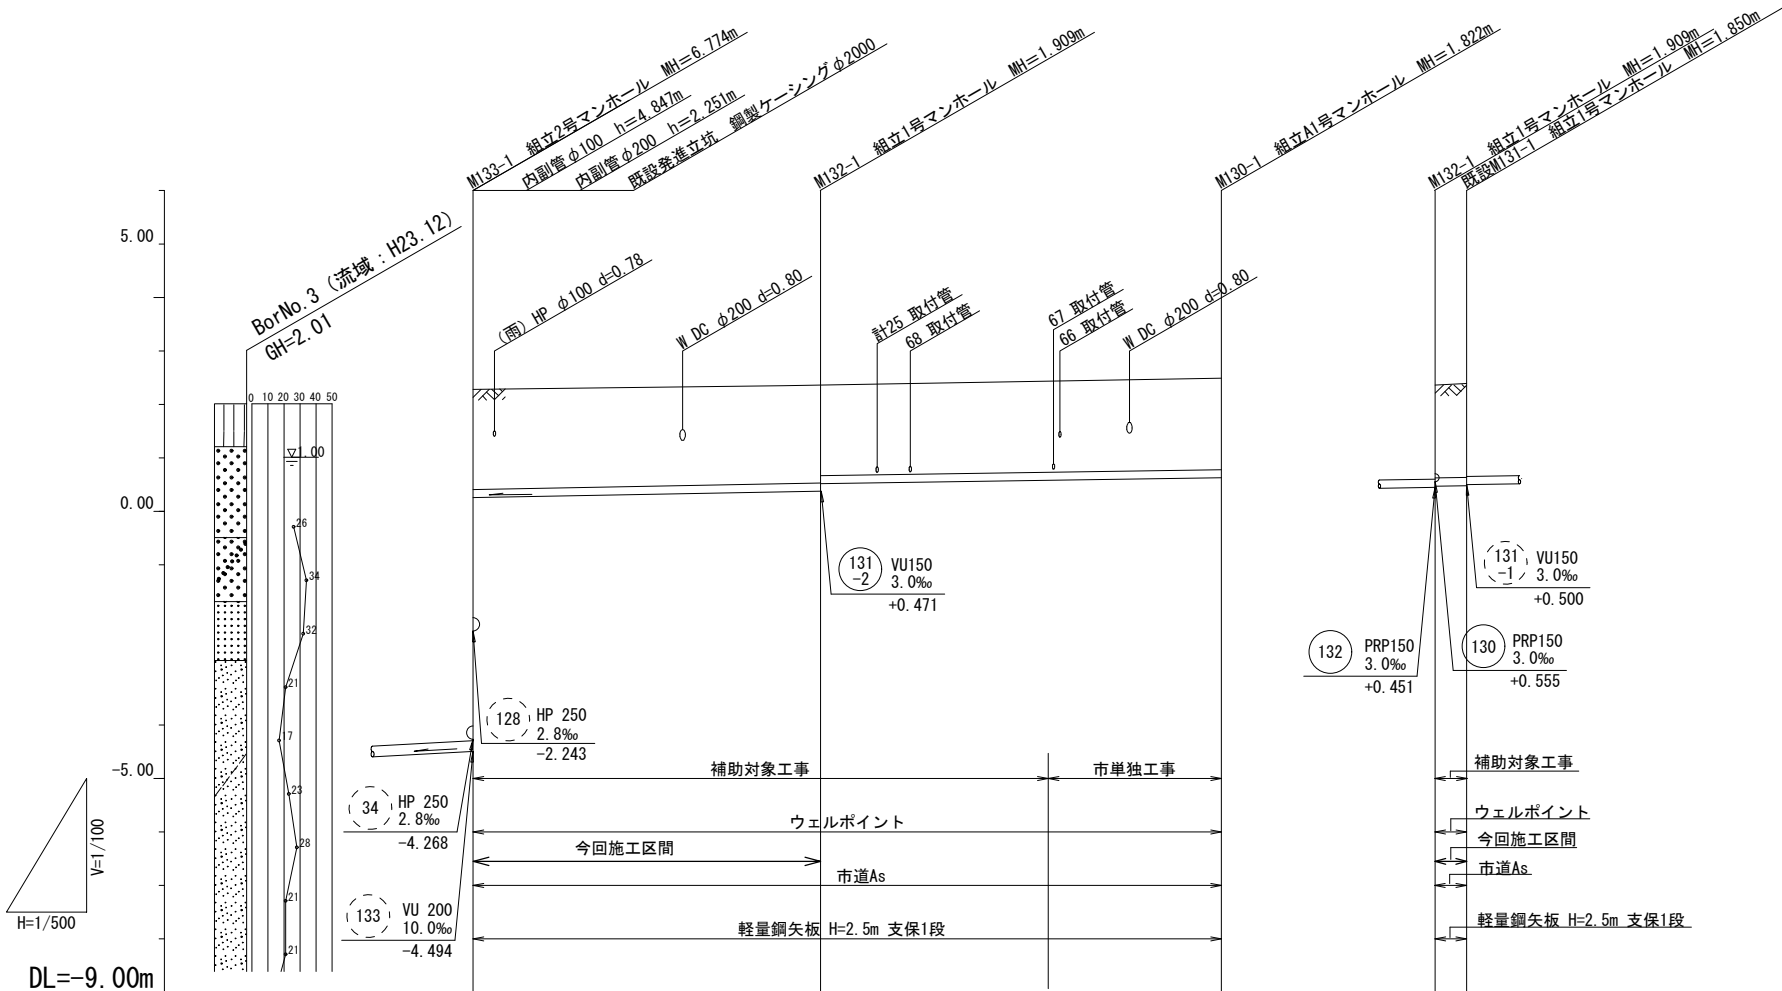 M133-1 組立2号マンホール MH=6.774m
内副管φ100 h=4.847m
内副管φ200 h=2.251m
既設発進立坑 鋼製ケーシングφ2000
M132-1 組立1号マンホール MH=1.909m
M130-1 組立A1号マンホール MH=1.822m
M132-1 組立1号マンホール MH=1.909m
既設M131-1 組立1号マンホール MH=1.850m
5.00
0.00
-5.00
DL=-9.00m
BorNo.3 (流域:H23.12)
GH=2.01
0 10 20 30 40 50
1.00
26
34
32
21
17
23
28
21
21
(雨) HP φ100 d=0.78
W DC φ200 d=0.80
計25 取付管
68 取付管
67 取付管
66 取付管
W DC φ200 d=0.80
131
-2
VU150
3.0‰
+0.471
131
-1
VU150
3.0‰
+0.500
132
PRP150
3.0‰
+0.451
130
PRP150
3.0‰
+0.555
128
HP 250
2.8‰
-2.243
34
HP 250
2.8‰
-4.268
133
VU 200
10.0‰
-4.494
補助対象工事
市単独工事
ウェルポイント
今回施工区間
市道As
軽量鋼矢板 H=2.5m 支保1段
補助対象工事
ウェルポイント
今回施工区間
市道As
軽量鋼矢板 H=2.5m 支保1段
V=1/100
H=1/500